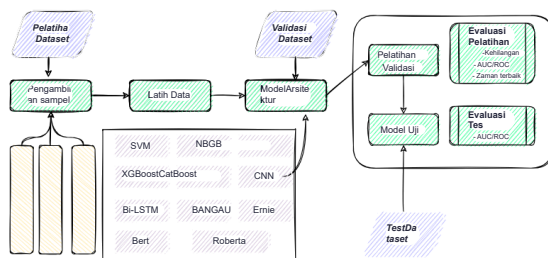 Pelatiha
Dataset
Validasi
Dataset
Pengambil
an sampel
Latih Data
ModelArsite
ktur
Pelatihan
Validasi
Evaluasi
Pelatihan
-Kehilangan
- AUC/ROC
- Zaman terbaik
Model Uji
Evaluasi
Tes
- AUC/ROC
SVM
NBGB
XGBoostCatBoost
CNN
Bi-LSTM
BANGAU
Ernie
Bert
Roberta
TestDa
taset